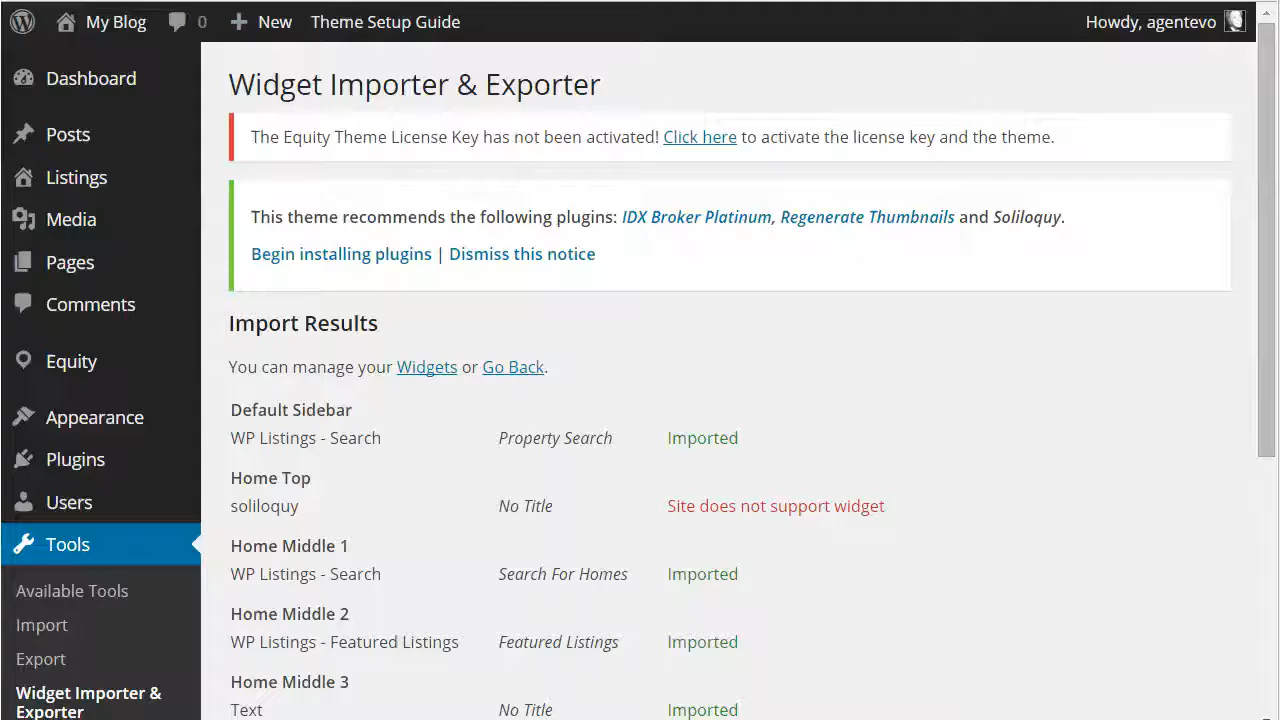 My Blog 0 New Theme Setup Guide Howdy, agentevo
Dashboard
Posts
Listings
Media
Pages
Comments
Equity
Appearance
Plugins
Users
Tools
Available Tools
Import
Export
Widget Importer &
Exporter
Widget Importer & Exporter
The Equity Theme License Key has not been activated! Click here to activate the license key and the theme.
This theme recommends the following plugins: IDX Broker Platinum, Regenerate Thumbnails and Soliloquy.
Begin installing plugins | Dismiss this notice
Import Results
You can manage your Widgets or Go Back.
Default Sidebar
WP Listings - Search Property Search Imported
Home Top
soliloquy No Title Site does not support widget
Home Middle 1
WP Listings - Search Search For Homes Imported
Home Middle 2
WP Listings - Featured Listings Featured Listings Imported
Home Middle 3
Text No Title Imported